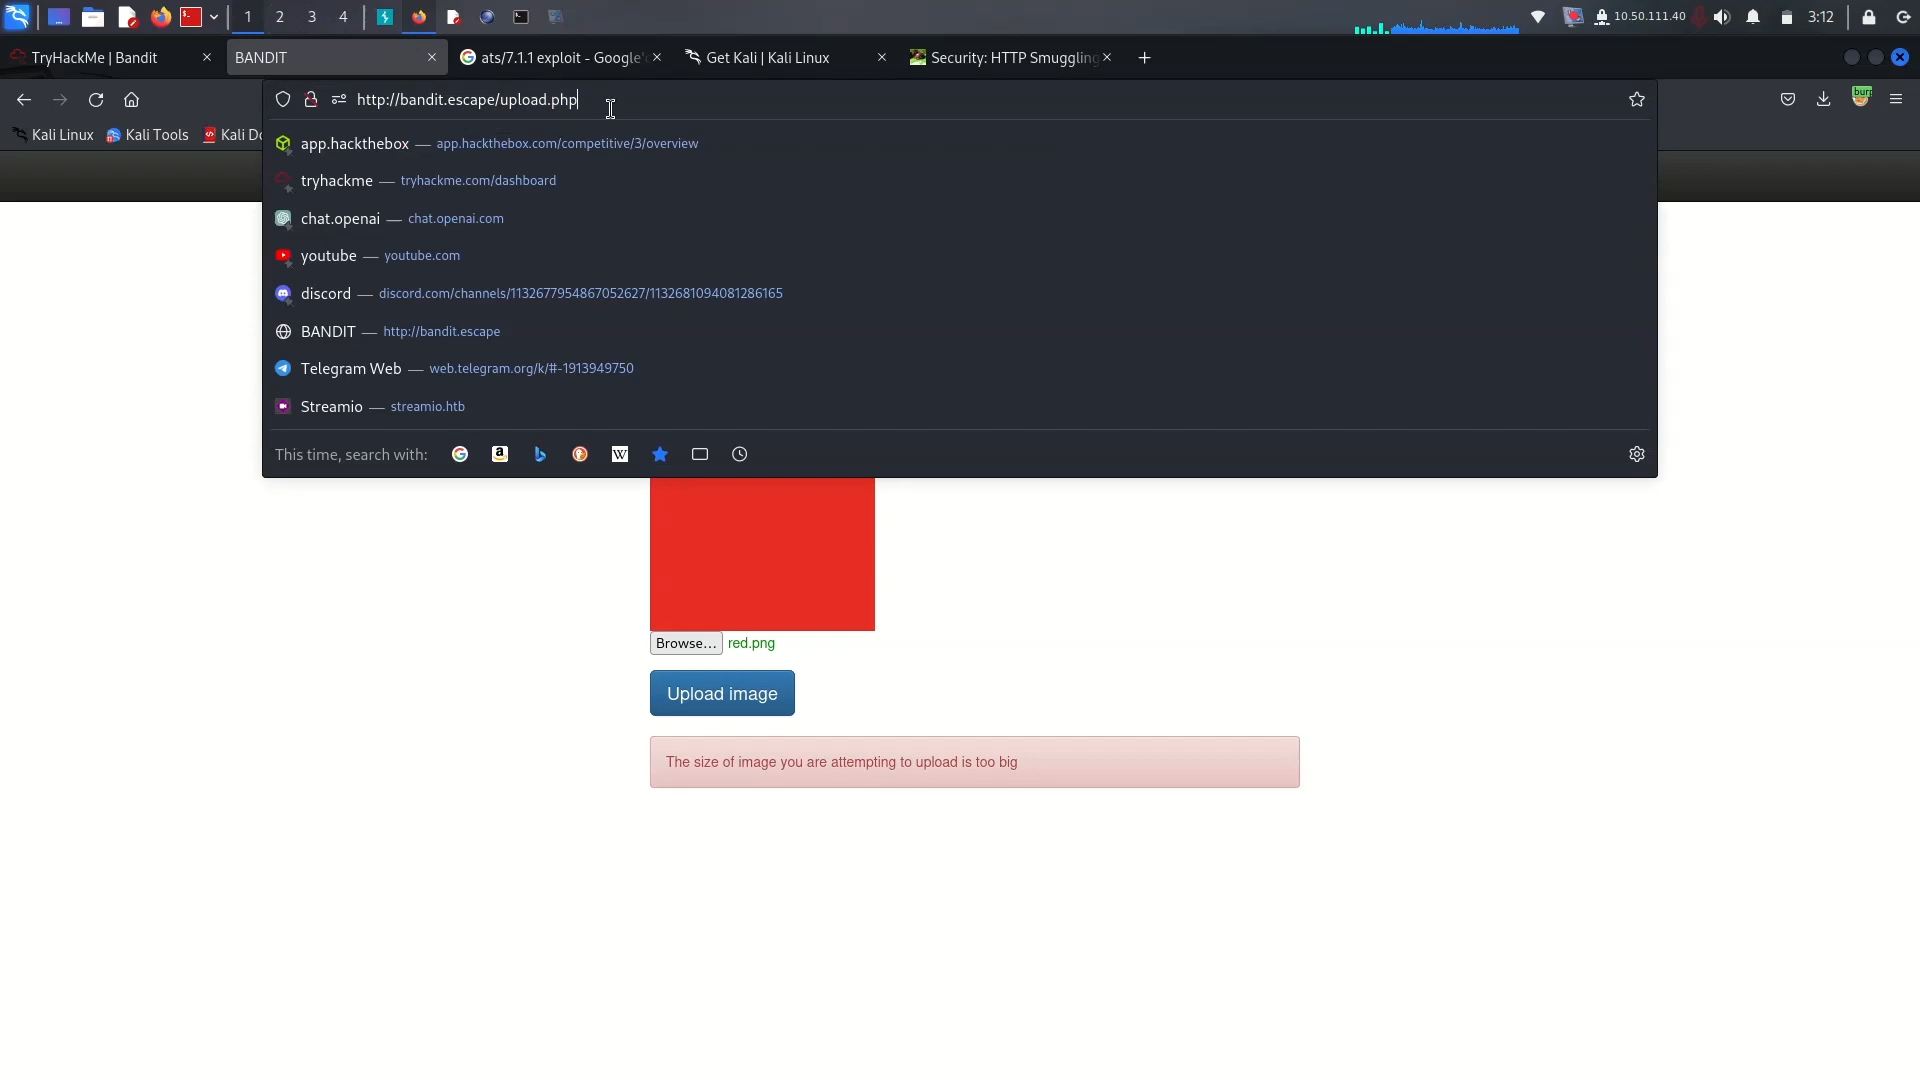 1 2 3 4 10.50.111.40 3:12
TryHackMe | Bandit BANDIT ats/7.1.1 exploit - Google Get Kali | Kali Linux Security: HTTP Smuggling
http://bandit.escape/upload.php burp
Kali Linux Kali Tools Kali Do
app.hackthebox — app.hackthebox.com/competitive/3/overview
tryhackme — tryhackme.com/dashboard
chat.openai — chat.openai.com
youtube — youtube.com
discord — discord.com/channels/1132677954867052627/1132681094081286165
BANDIT — http://bandit.escape
Telegram Web — web.telegram.org/k/#-1913949750
Streamio — streamio.htb
This time, search with: G a b W
Browse... red.png
Upload image
The size of image you are attempting to upload is too big